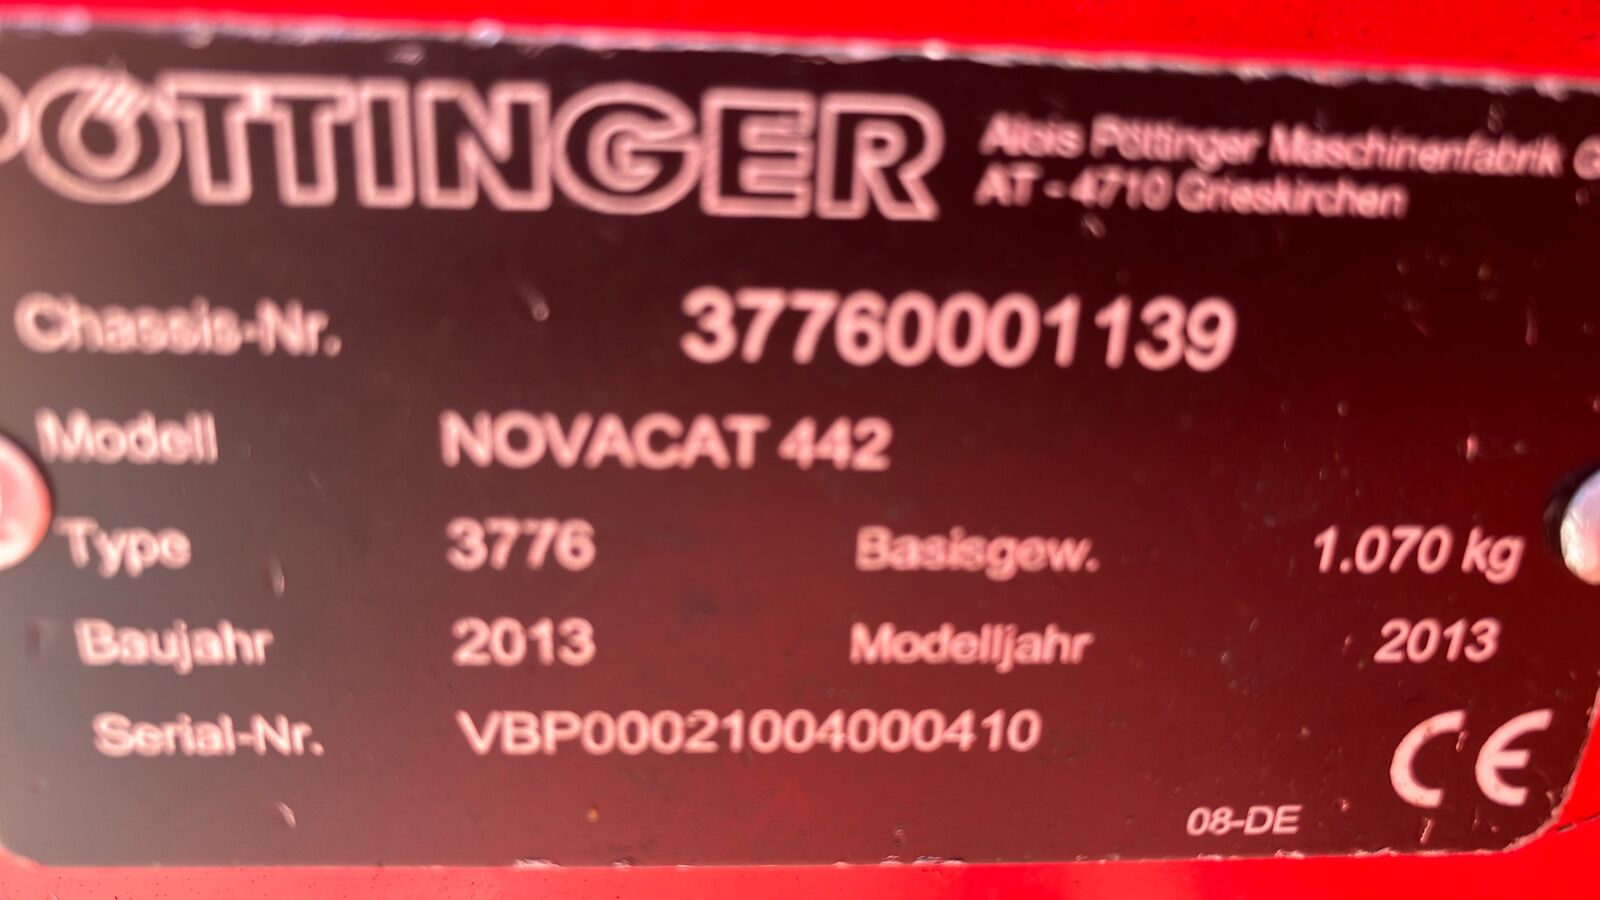 PÖTTINGER
Alois Pöttinger Maschinenfabrik G
AT - 4710 Grieskirchen
Chassis-Nr. 37760001139
Modell NOVACAT 442
Type 3776 Basisgew. 1.070 kg
Baujahr 2013 Modelljahr 2013
Serial-Nr. VBP00021004000410
CE
08-DE